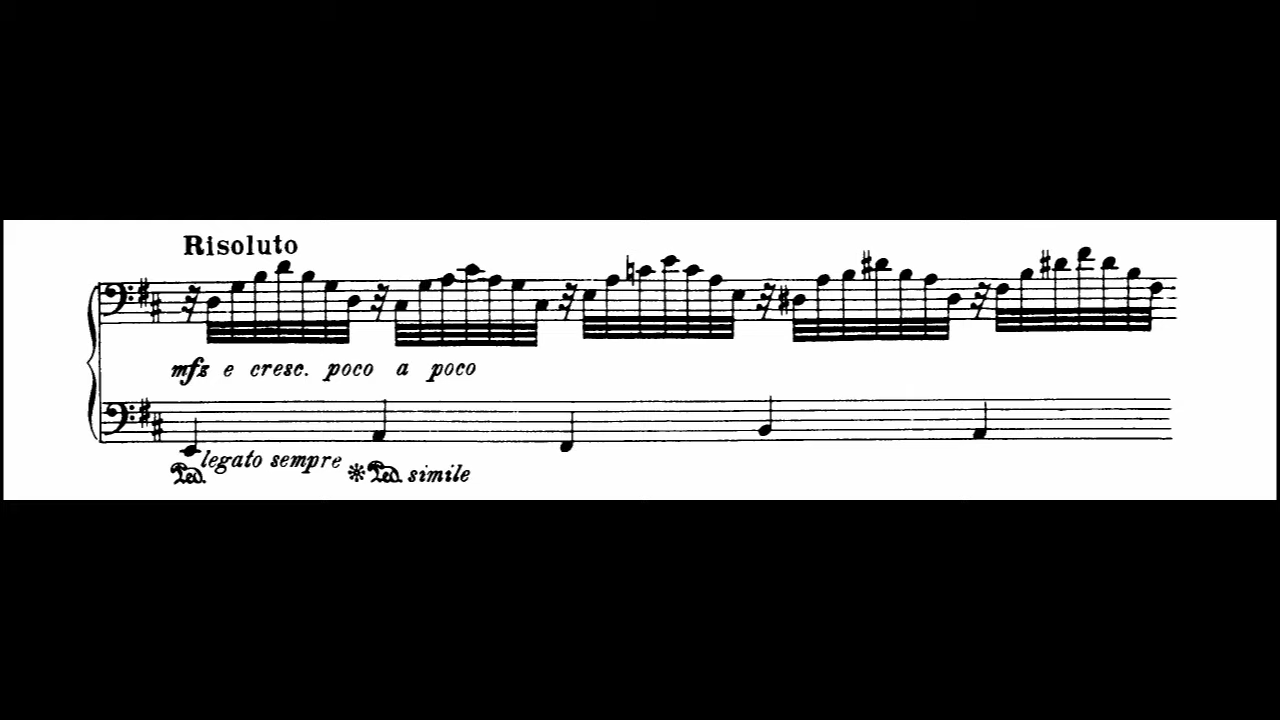 Risoluto
mfz e cresc. poco a poco
legato sempre
Ped. * Ped. simile